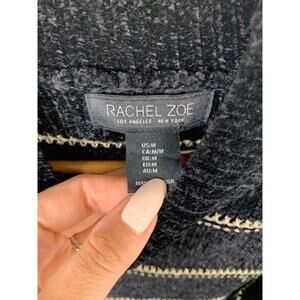 RACHEL ZOE
LOS ANGELES NEW YORK
US:M
CA:M/M
UK:M
EU:M
AU:M